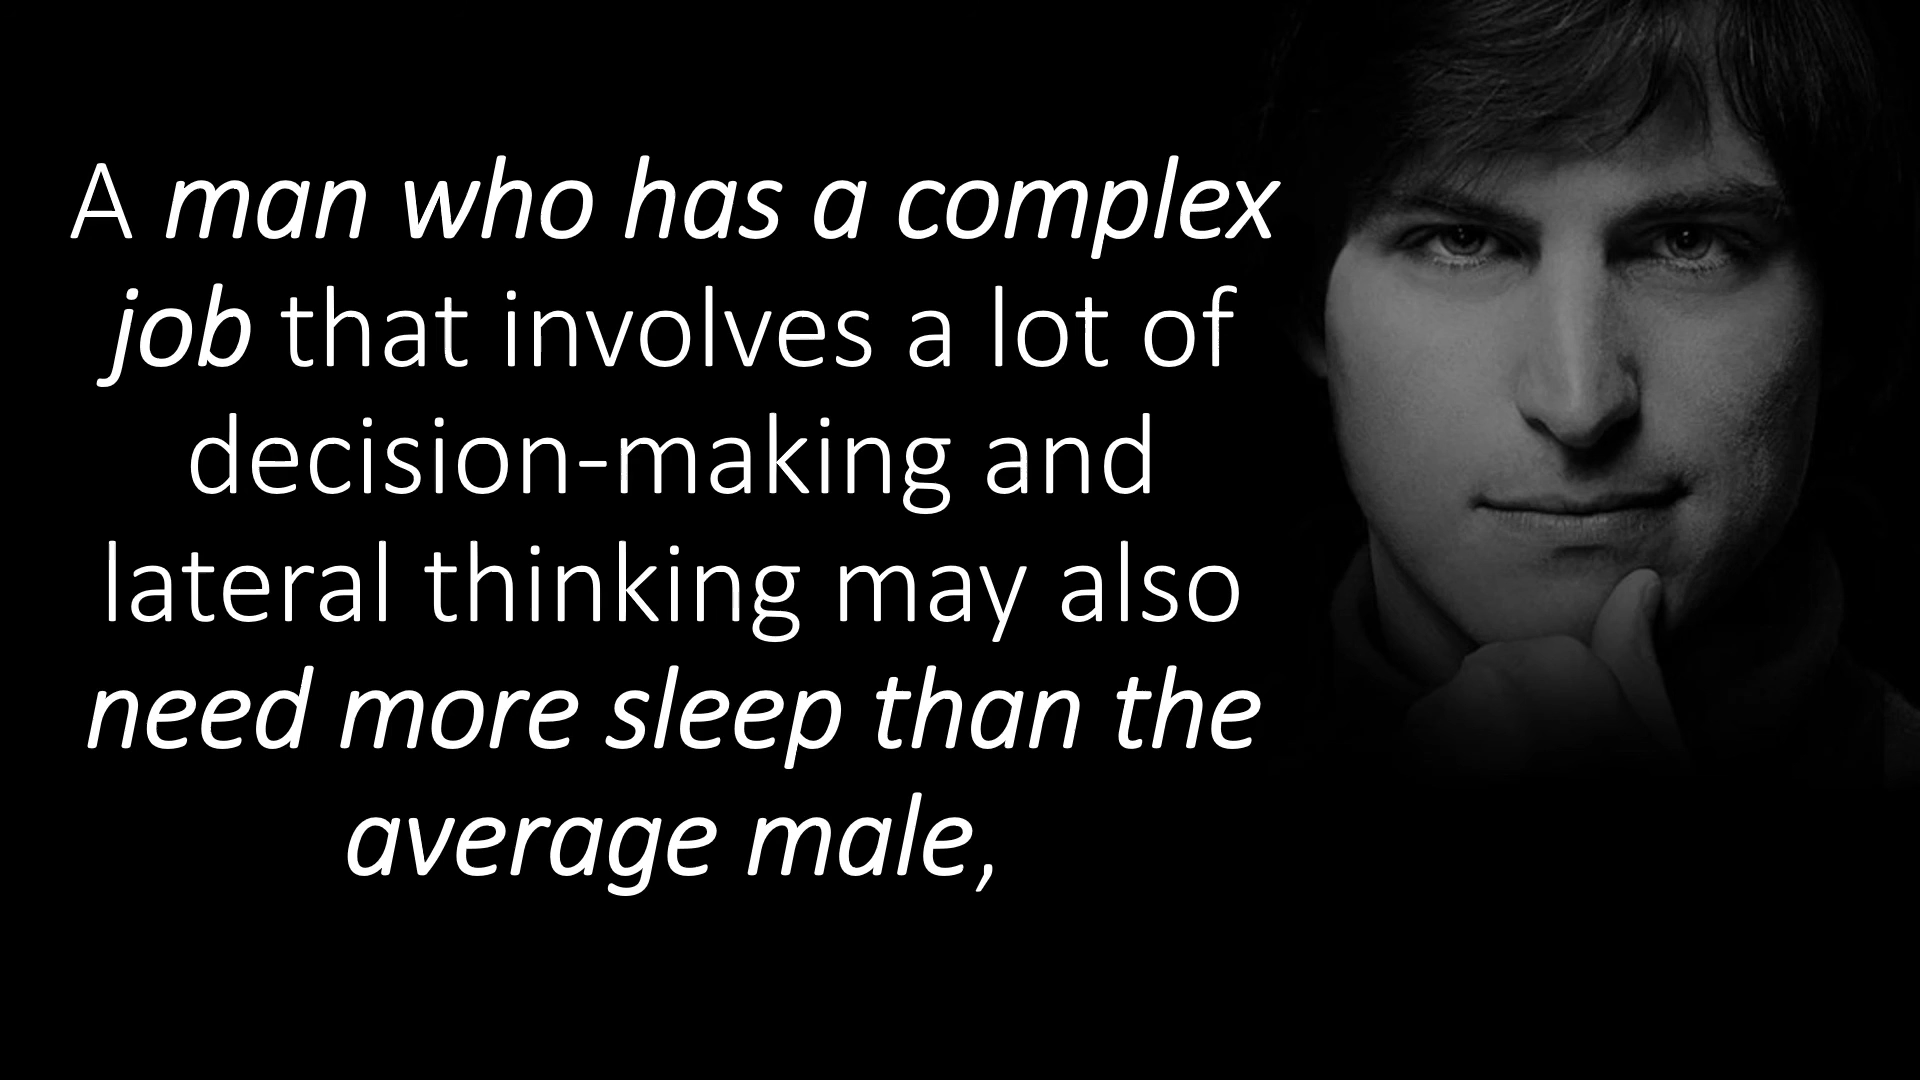 A man who has a complex
job that involves a lot of
decision-making and
lateral thinking may also
need more sleep than the
average male,